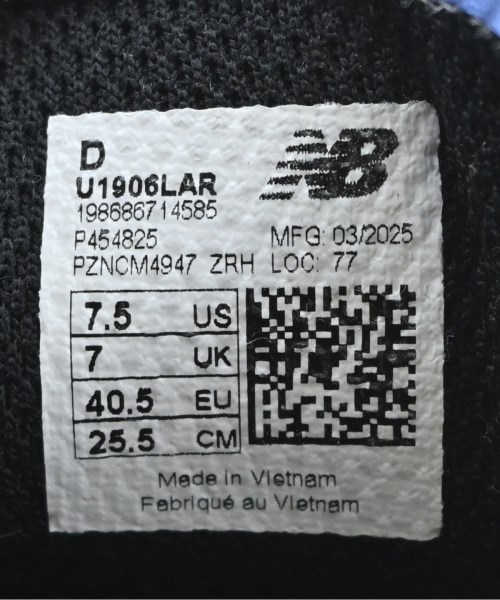 D
NB
U1906LAR
198686714585
P454825 MFG: 03/2025
PZNCM4947 ZRH LOC: 77
7.5 US
7 UK
40.5 EU
25.5 CM
Made in Vietnam
Fabriqué au Vietnam